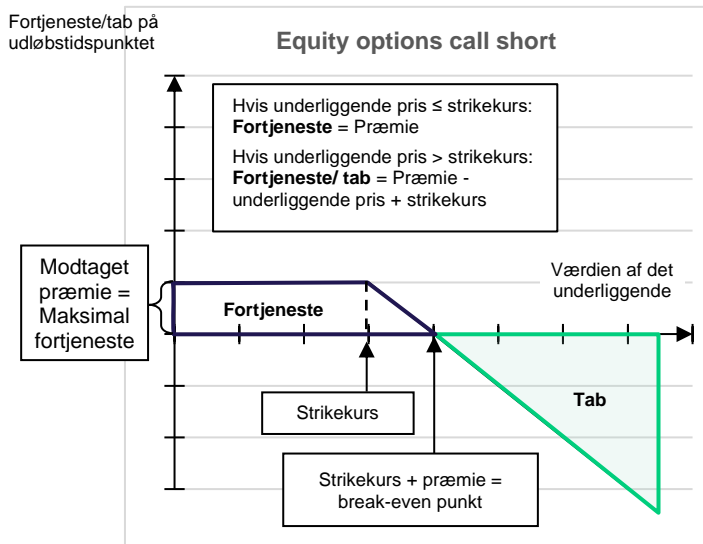 Fortjeneste/tab på
udløbstidspunktet
Equity options call short
Hvis underliggende pris ≤ strikekurs:
Fortjeneste = Præmie
Hvis underliggende pris > strikekurs:
Fortjeneste/ tab = Præmie -
underliggende pris + strikekurs
Modtaget
præmie =
Maksimal
fortjeneste
Fortjeneste
Værdien af det
underliggende
Strikekurs
Tab
Strikekurs + præmie =
break-even punkt